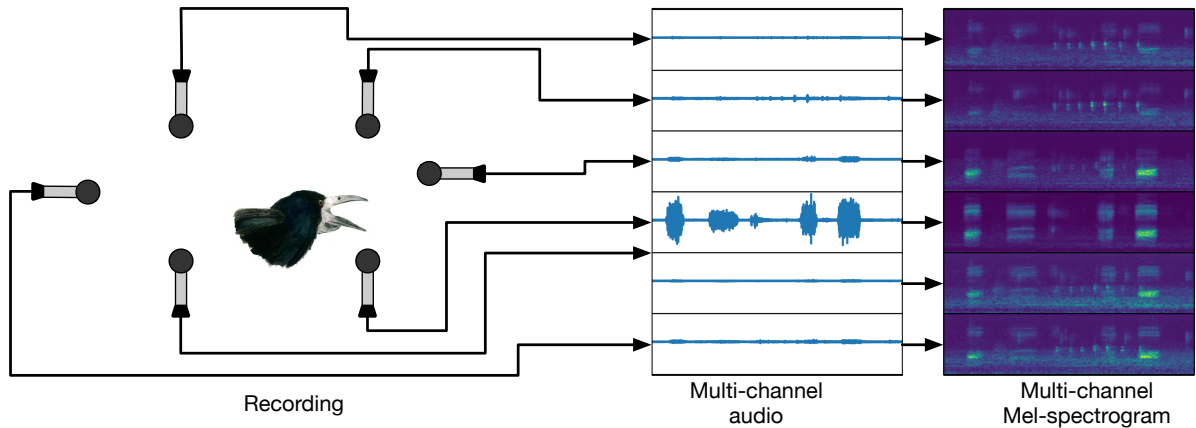 Recording
Multi-channel
audio
Multi-channel
Mel-spectrogram